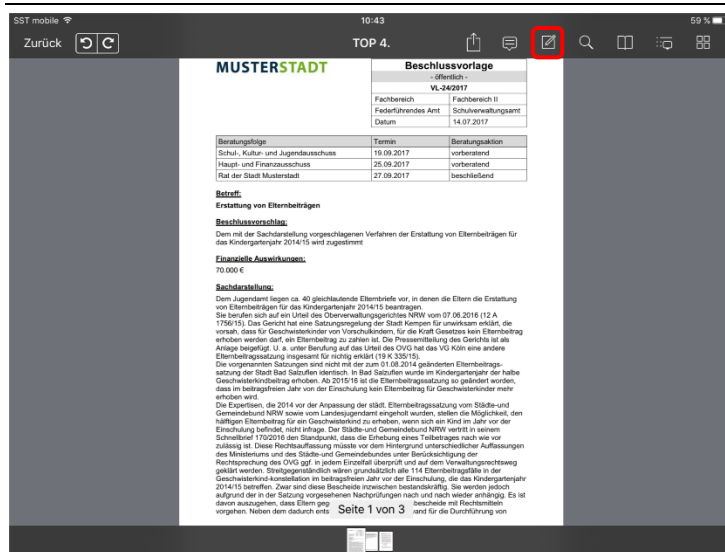 SST mobile 10:43 59 %
Zurück TOP 4.
MUSTERSTADT
Beschlussvorlage
- öffentlich -
VL-24/2017
Fachbereich Fachbereich II
Federführendes Amt Schulverwaltungsamt
Datum 14.07.2017
Beratungsfolge Termin Beratungsaktion
Schul-, Kultur- und Jugendausschuss 19.09.2017 vorberatend
Haupt- und Finanzausschuss 25.09.2017 vorberatend
Rat der Stadt Musterstadt 27.09.2017 beschließend
Betreff:
Erstattung von Elternbeiträgen
Beschlussvorschlag:
Dem mit der Sachdarstellung vorgeschlagenen Verfahren der Erstattung von Elternbeiträgen für
das Kindergartenjahr 2014/15 wird zugestimmt
Finanzielle Auswirkungen:
70.000 €
Sachdarstellung:
Dem Jugendamt liegen ca. 40 gleichlautende Elternbriefe vor, in denen die Eltern die Erstattung
von Elternbeiträgen für das Kindergartenjahr 2014/15 beantragen.
Sie berufen sich auf ein Urteil des Oberverwaltungsgerichtes NRW vom 07.06.2016 (12 A
1756/15). Das Gericht hat eine Satzungsregelung der Stadt Kempen für unwirksam erklärt, die
vorsah, dass für Geschwisterkinder von Vorschulkindern, für die Kraft Gesetzes kein Elternbeitrag
erhoben werden darf, ein Elternbeitrag zu zahlen ist. Die Pressemitteilung des Gerichts ist als
Anlage beigefügt. U. a. unter Berufung auf das Urteil des OVG hat das VG Köln eine andere
Elternbeitragssatzung insgesamt für nichtig erklärt (19 K 335/15).
Die vorgenannten Satzungen sind nicht mit der zum 01.08.2014 geänderten Elternbeitrags-
satzung der Stadt Bad Salzuflen identisch. In Bad Salzuflen wurde im Kindergartenjahr der halbe
Geschwisterkindbeitrag erhoben. Ab 2015/16 ist die Elternbeitragssatzung so geändert worden,
dass im beitragsfreien Jahr von der Einschulung kein Elternbeitrag für Geschwisterkinder mehr
erhoben wird.
Die Expertisen, die 2014 vor der Anpassung der städt. Elternbeitragssatzung vom Städte-und
Gemeindebund NRW sowie vom Landesjugendamt eingeholt wurden, stellen die Möglichkeit, den
hälftigen Elternbeitrag für ein Geschwisterkind zu erheben, wenn sich ein Kind im Jahr vor der
Einschulung befindet, nicht infrage. Der Städte-und Gemeindebund NRW vertritt in seinem
Schnellbrief 170/2016 den Standpunkt, dass die Erhebung eines Teilbetrages nach wie vor
zulässig ist. Diese Rechtsauffassung müsste vor dem Hintergrund unterschiedlicher Auffassungen
des Ministeriums und des Städte-und Gemeindebundes unter Berücksichtigung der
Rechtsprechung des OVG ggf. in jedem Einzelfall überprüft und auf dem Verwaltungsrechtsweg
geklärt werden. Streitgegenständlich wären grundsätzlich alle 114 Elternbeitragsfälle in der
Geschwisterkind-konstellation im beitragsfreien Jahr vor der Einschulung, die das Kindergartenjahr
2014/15 betreffen. Zwar sind diese Bescheide inzwischen bestandskräftig. Sie werden jedoch
aufgrund der in der Satzung vorgesehenen Nachprüfungen nach und nach wieder anhängig. Es ist
davon auszugehen, dass Eltern geg bescheide mit Rechtsmitteln
vorgehen. Neben dem dadurch ents and für die Durchführung von
Seite 1 von 3